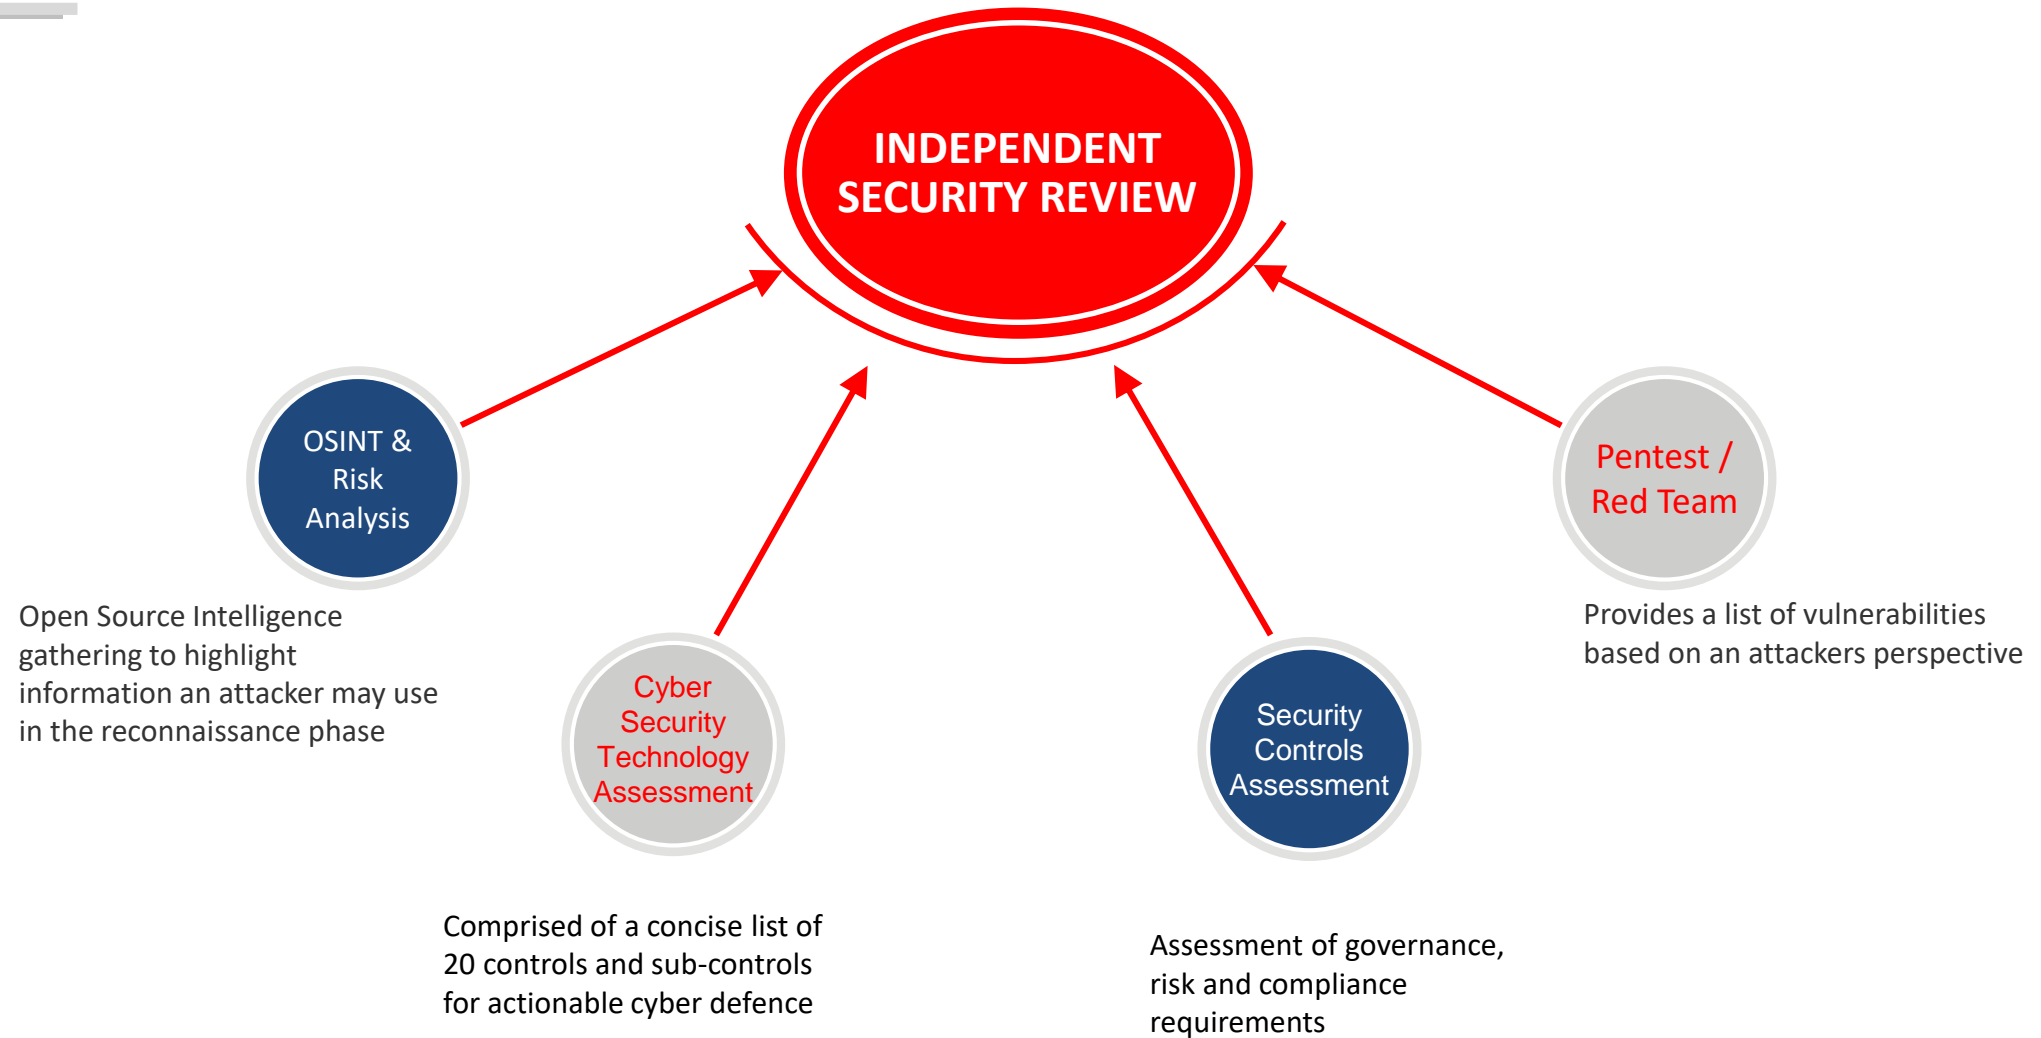 INDEPENDENT
SECURITY REVIEW
OSINT &
Risk
Analysis
Open Source Intelligence
gathering to highlight
information an attacker may use
in the reconnaissance phase
Cyber
Security
Technology
Assessment
Comprised of a concise list of
20 controls and sub-controls
for actionable cyber defence
Security
Controls
Assessment
Assessment of governance,
risk and compliance
requirements
Pentest /
Red Team
Provides a list of vulnerabilities
based on an attackers perspective